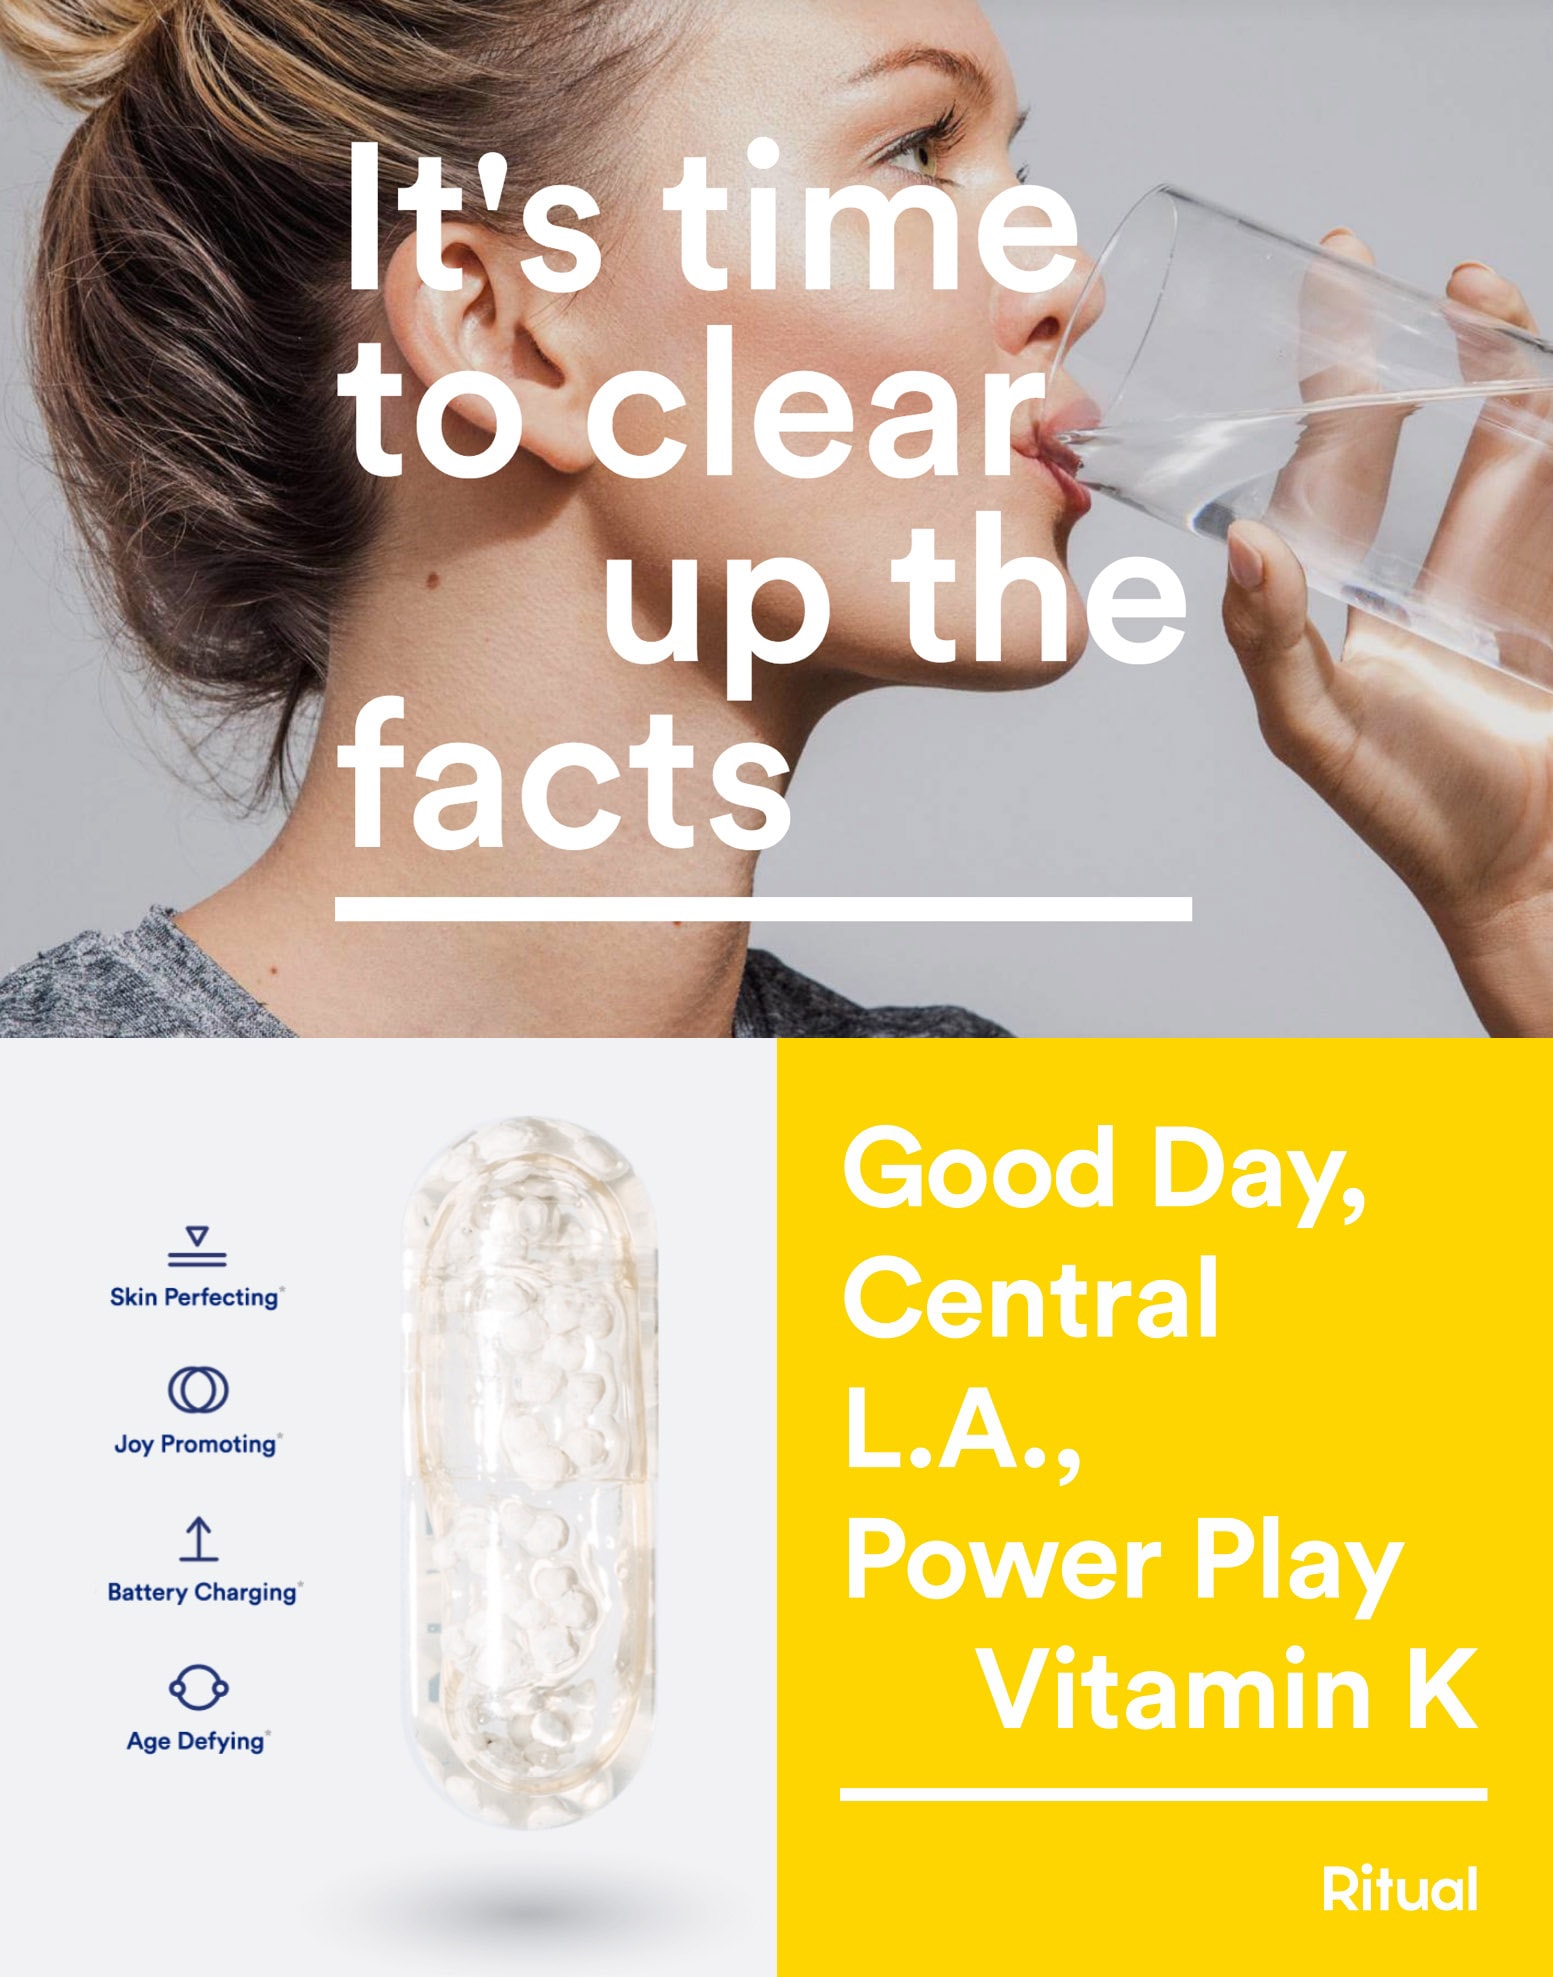 It's time
to clear
up the
facts
Skin Perfecting*
Joy Promoting*
Battery Charging*
Age Defying*
Good Day,
Central
L.A.,
Power Play
Vitamin K
Ritual